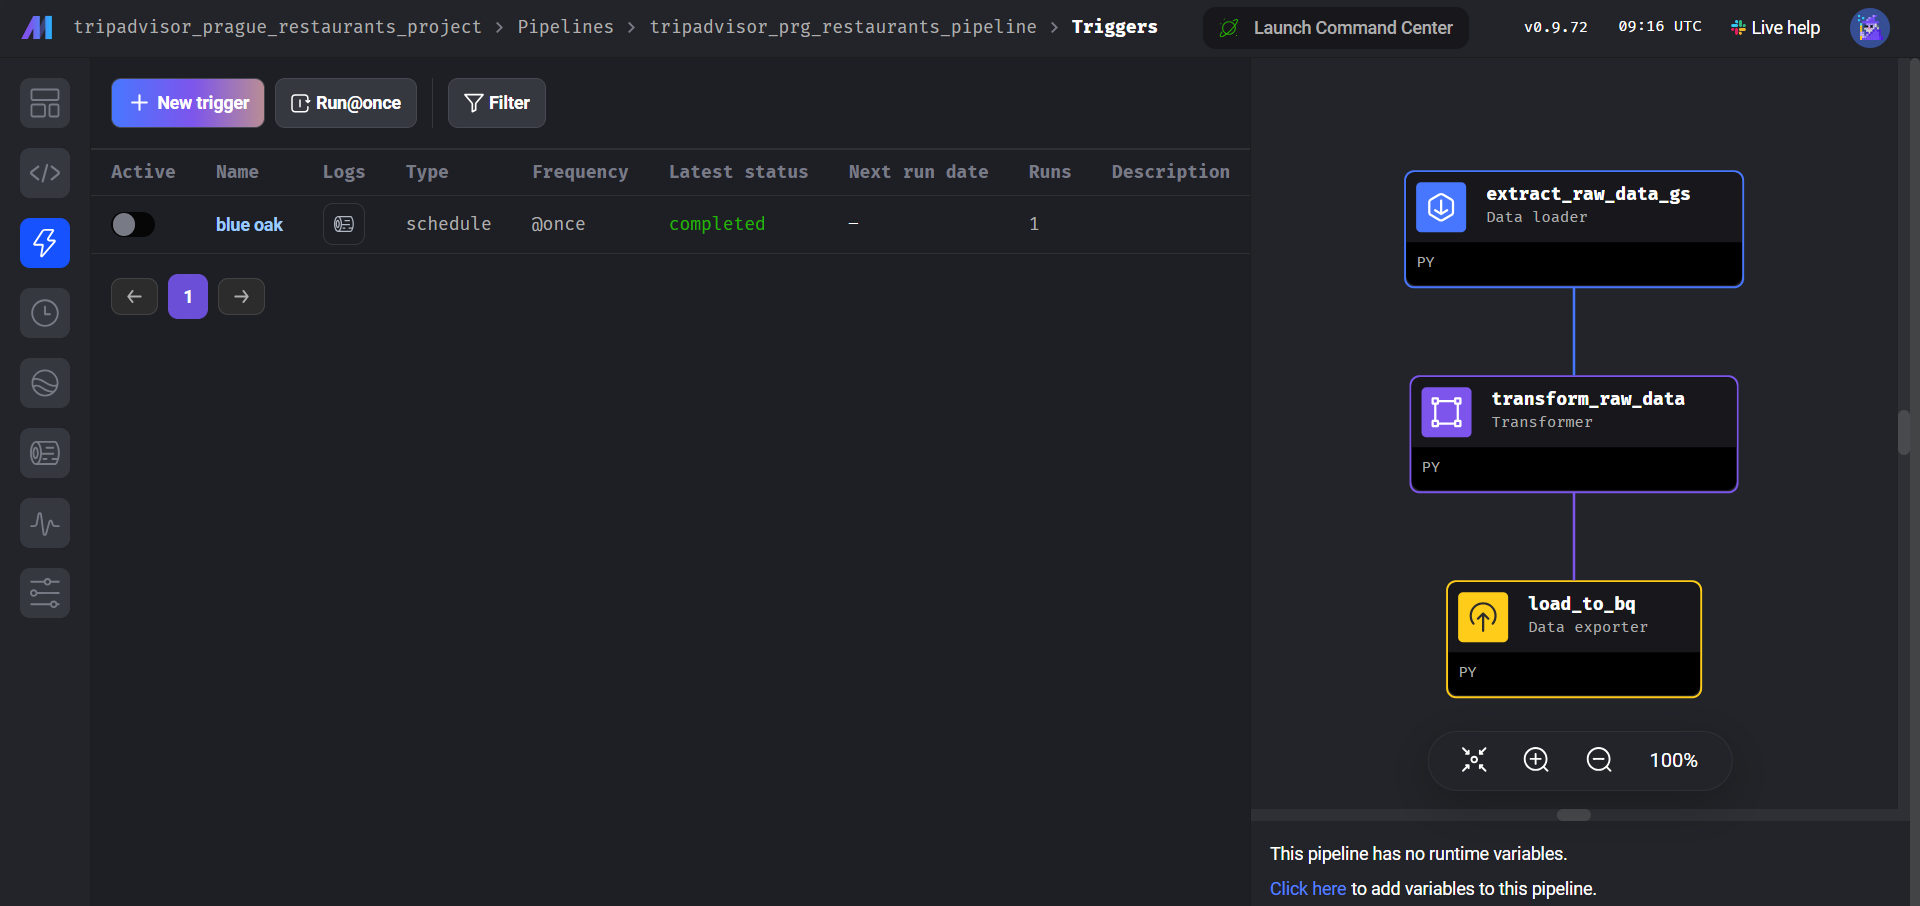 tripadvisor_prague_restaurants_project > Pipelines > tripadvisor_prg_restaurants_pipeline > Triggers
Launch Command Center
v0.9.72
09:16 UTC
Live help
New trigger
Run@once
Filter
Active Name Logs Type Frequency Latest status Next run date Runs Description
blue oak schedule @once completed — 1
1
extract_raw_data_gs
Data loader
PY
transform_raw_data
Transformer
PY
load_to_bq
Data exporter
PY
100%
This pipeline has no runtime variables.
Click here to add variables to this pipeline.